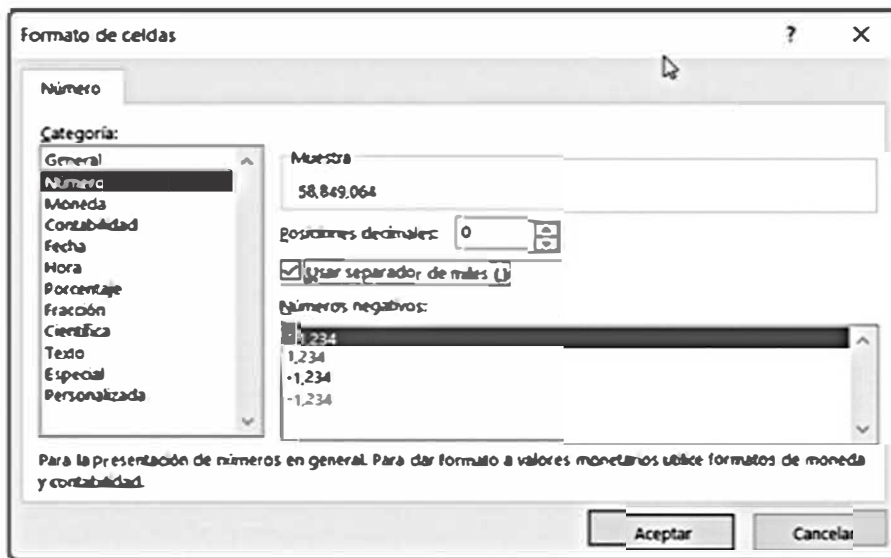 Formato de celdas
Número
Categoría:
General
Número
Moneda
Contabilidad
Fecha
Hora
Porcentaje
Fracción
Científica
Texto
Especial
Personalizada
Muestra
58,849,064
Posiciones decimales: 0
Usar separador de miles (,)
Números negativos:
-1,234
1,234
-1,234
-1,234
Para la presentación de números en general. Para dar formato a valores monetarios utilice formatos de moneda
y contabilidad.
Aceptar
Cancelar